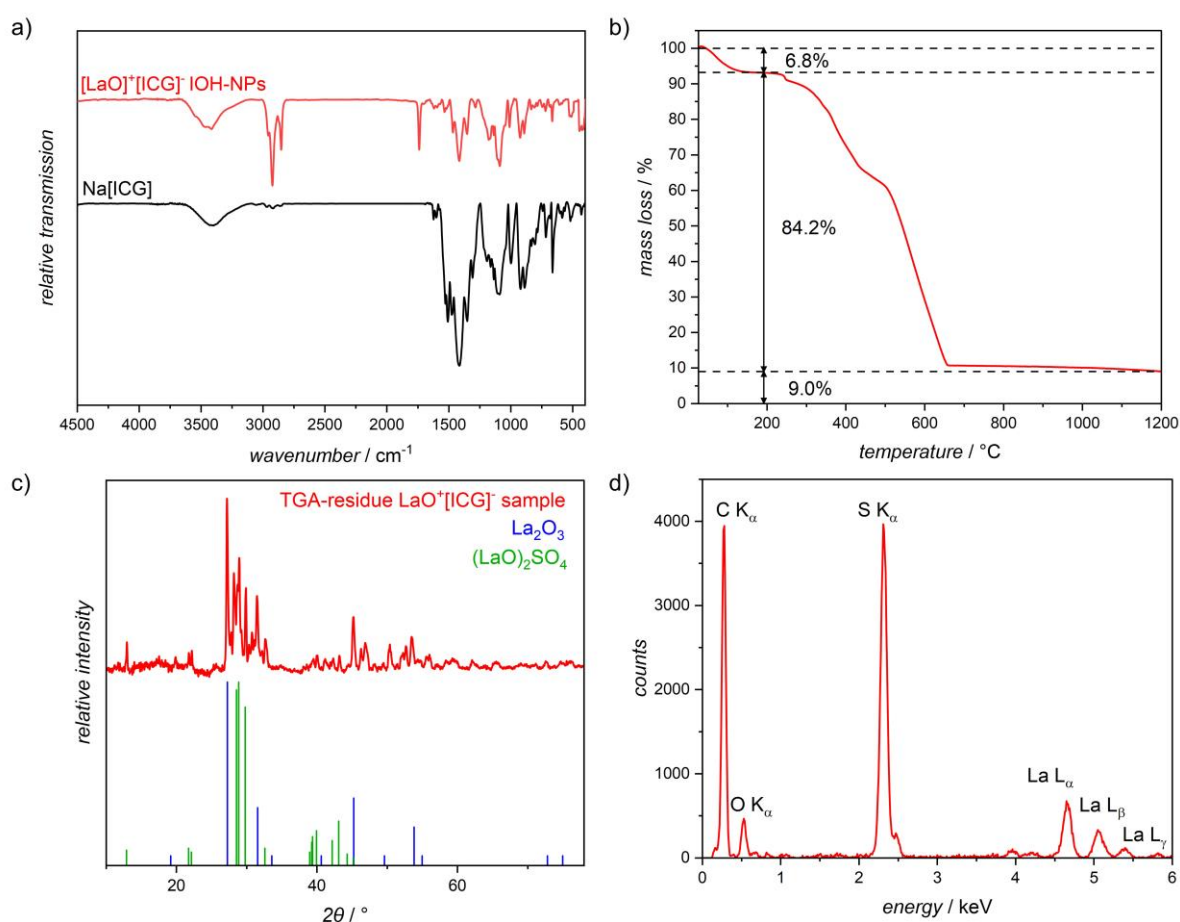 a)
[LaO]⁺[ICG]⁻ IOH-NPs
Na[ICG]
relative transmission
4500 4000 3500 3000 2500 2000 1500 1000 500
wavenumber / cm⁻¹
b)
100
90
80
70
60
50
40
30
20
10
0
6.8%
84.2%
9.0%
mass loss / %
200 400 600 800 1000 1200
temperature / °C
c)
TGA-residue LaO⁺[ICG]⁻ sample
La₂O₃
(LaO)₂SO₄
relative intensity
20 40 60
2θ / °
d)
4000
3000
2000
1000
0
C Kα
O Kα
S Kα
La Lα
La Lβ
La Lγ
counts
0 1 2 3 4 5 6
energy / keV